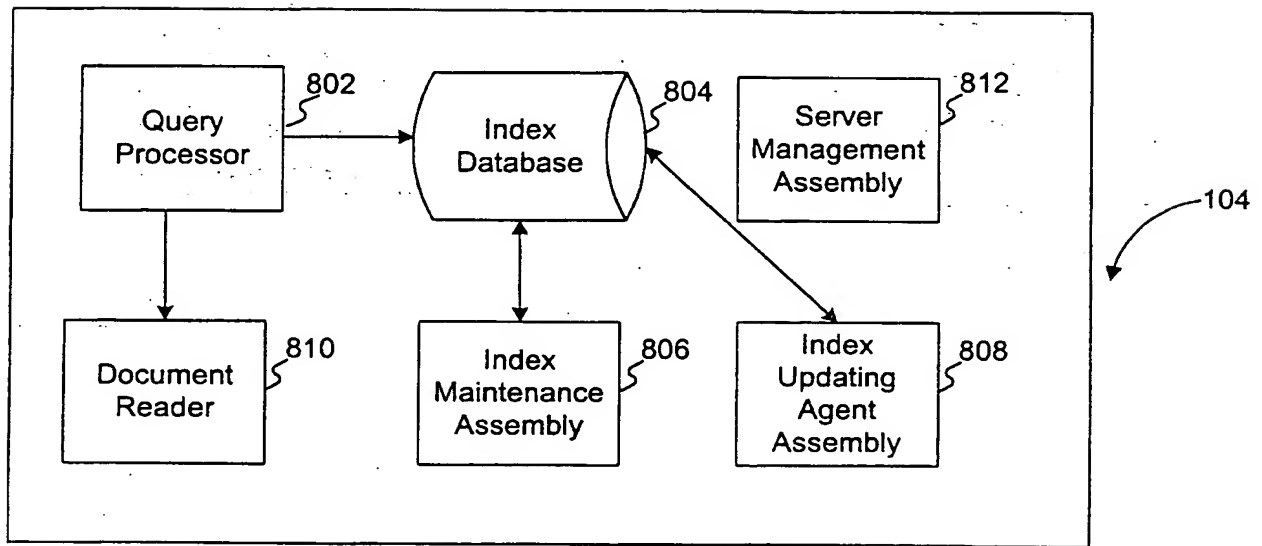 Query
Processor
802
Index
Database
804
Server
Management
Assembly
812
104
Document
Reader
810
Index
Maintenance
Assembly
806
Index
Updating
Agent
Assembly
808